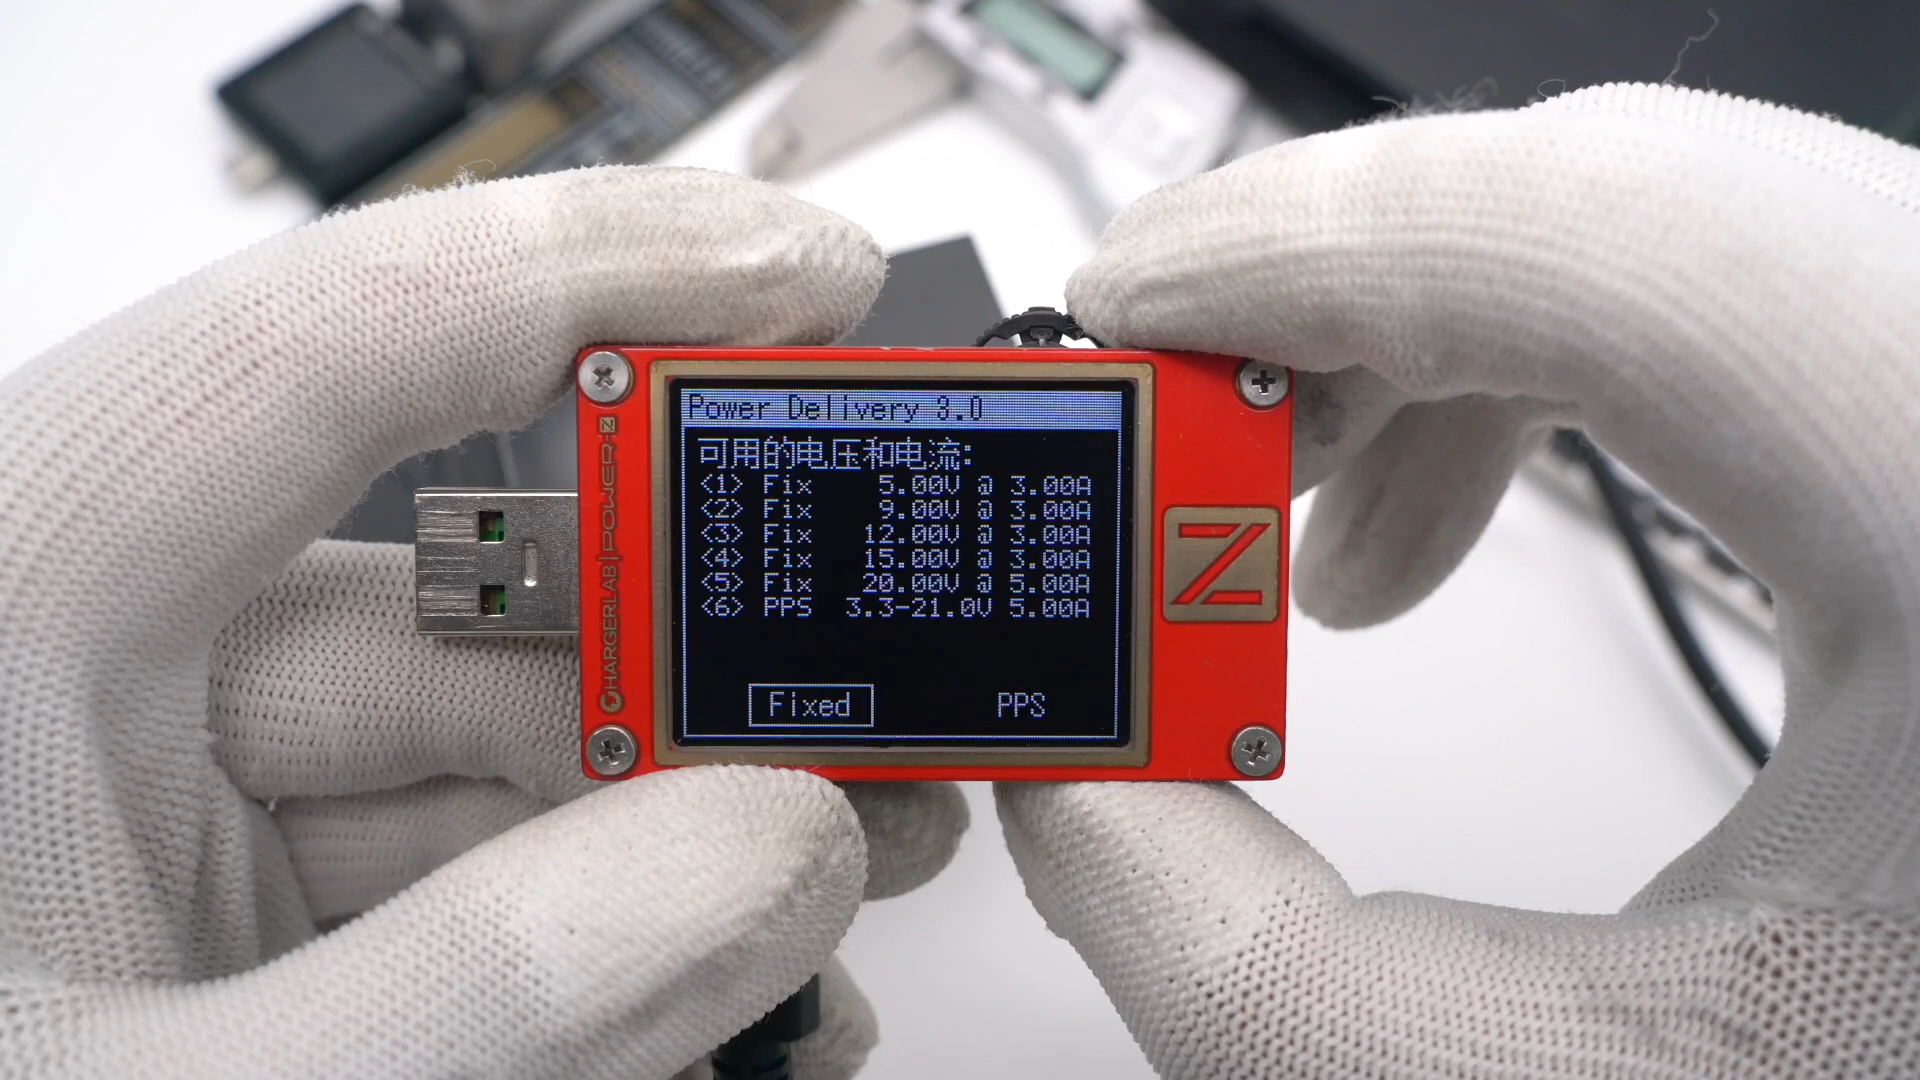 Power Delivery 3.0
可用的电压和电流:
<1> Fix 5.00V @ 3.00A
<2> Fix 9.00V @ 3.00A
<3> Fix 12.00V @ 3.00A
<4> Fix 15.00V @ 3.00A
<5> Fix 20.00V @ 5.00A
<6> PPS 3.3-21.0V 5.00A
Fixed PPS
CHARGERLAB | POWER-Z
Z